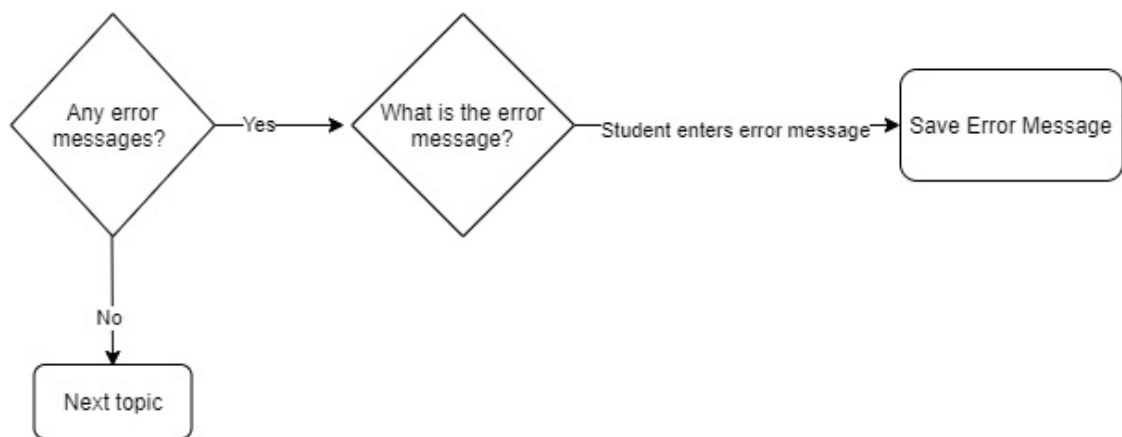 Any error
messages?
Yes
What is the error
message?
Student enters error message
Save Error Message
No
Next topic